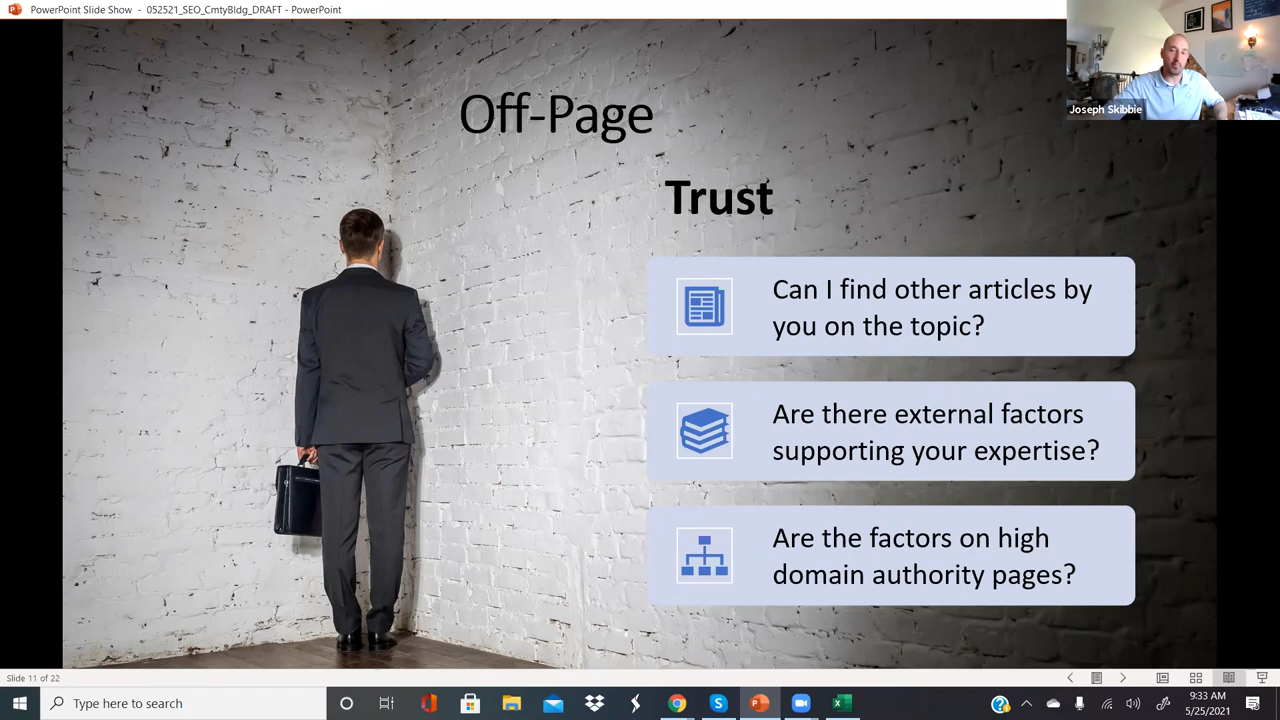 PowerPoint Slide Show - 052521_SEO_CmtyBldg_DRAFT - PowerPoint
Joseph Skibbie
Off-Page
Trust
Can I find other articles by
you on the topic?
Are there external factors
supporting your expertise?
Are the factors on high
domain authority pages?
Slide 11 of 22
Type here to search
9:33 AM
5/25/2021